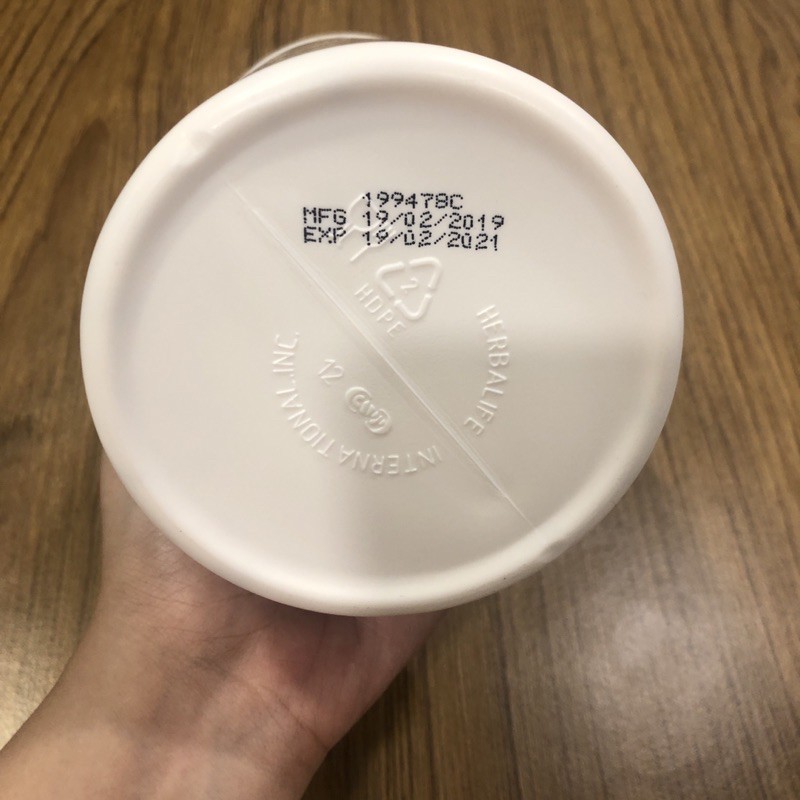 199478C
MFG 19/02/2019
EXP 19/02/2021
2
HDPE
HERBALIFE
INTERNATIONAL.INC.
12